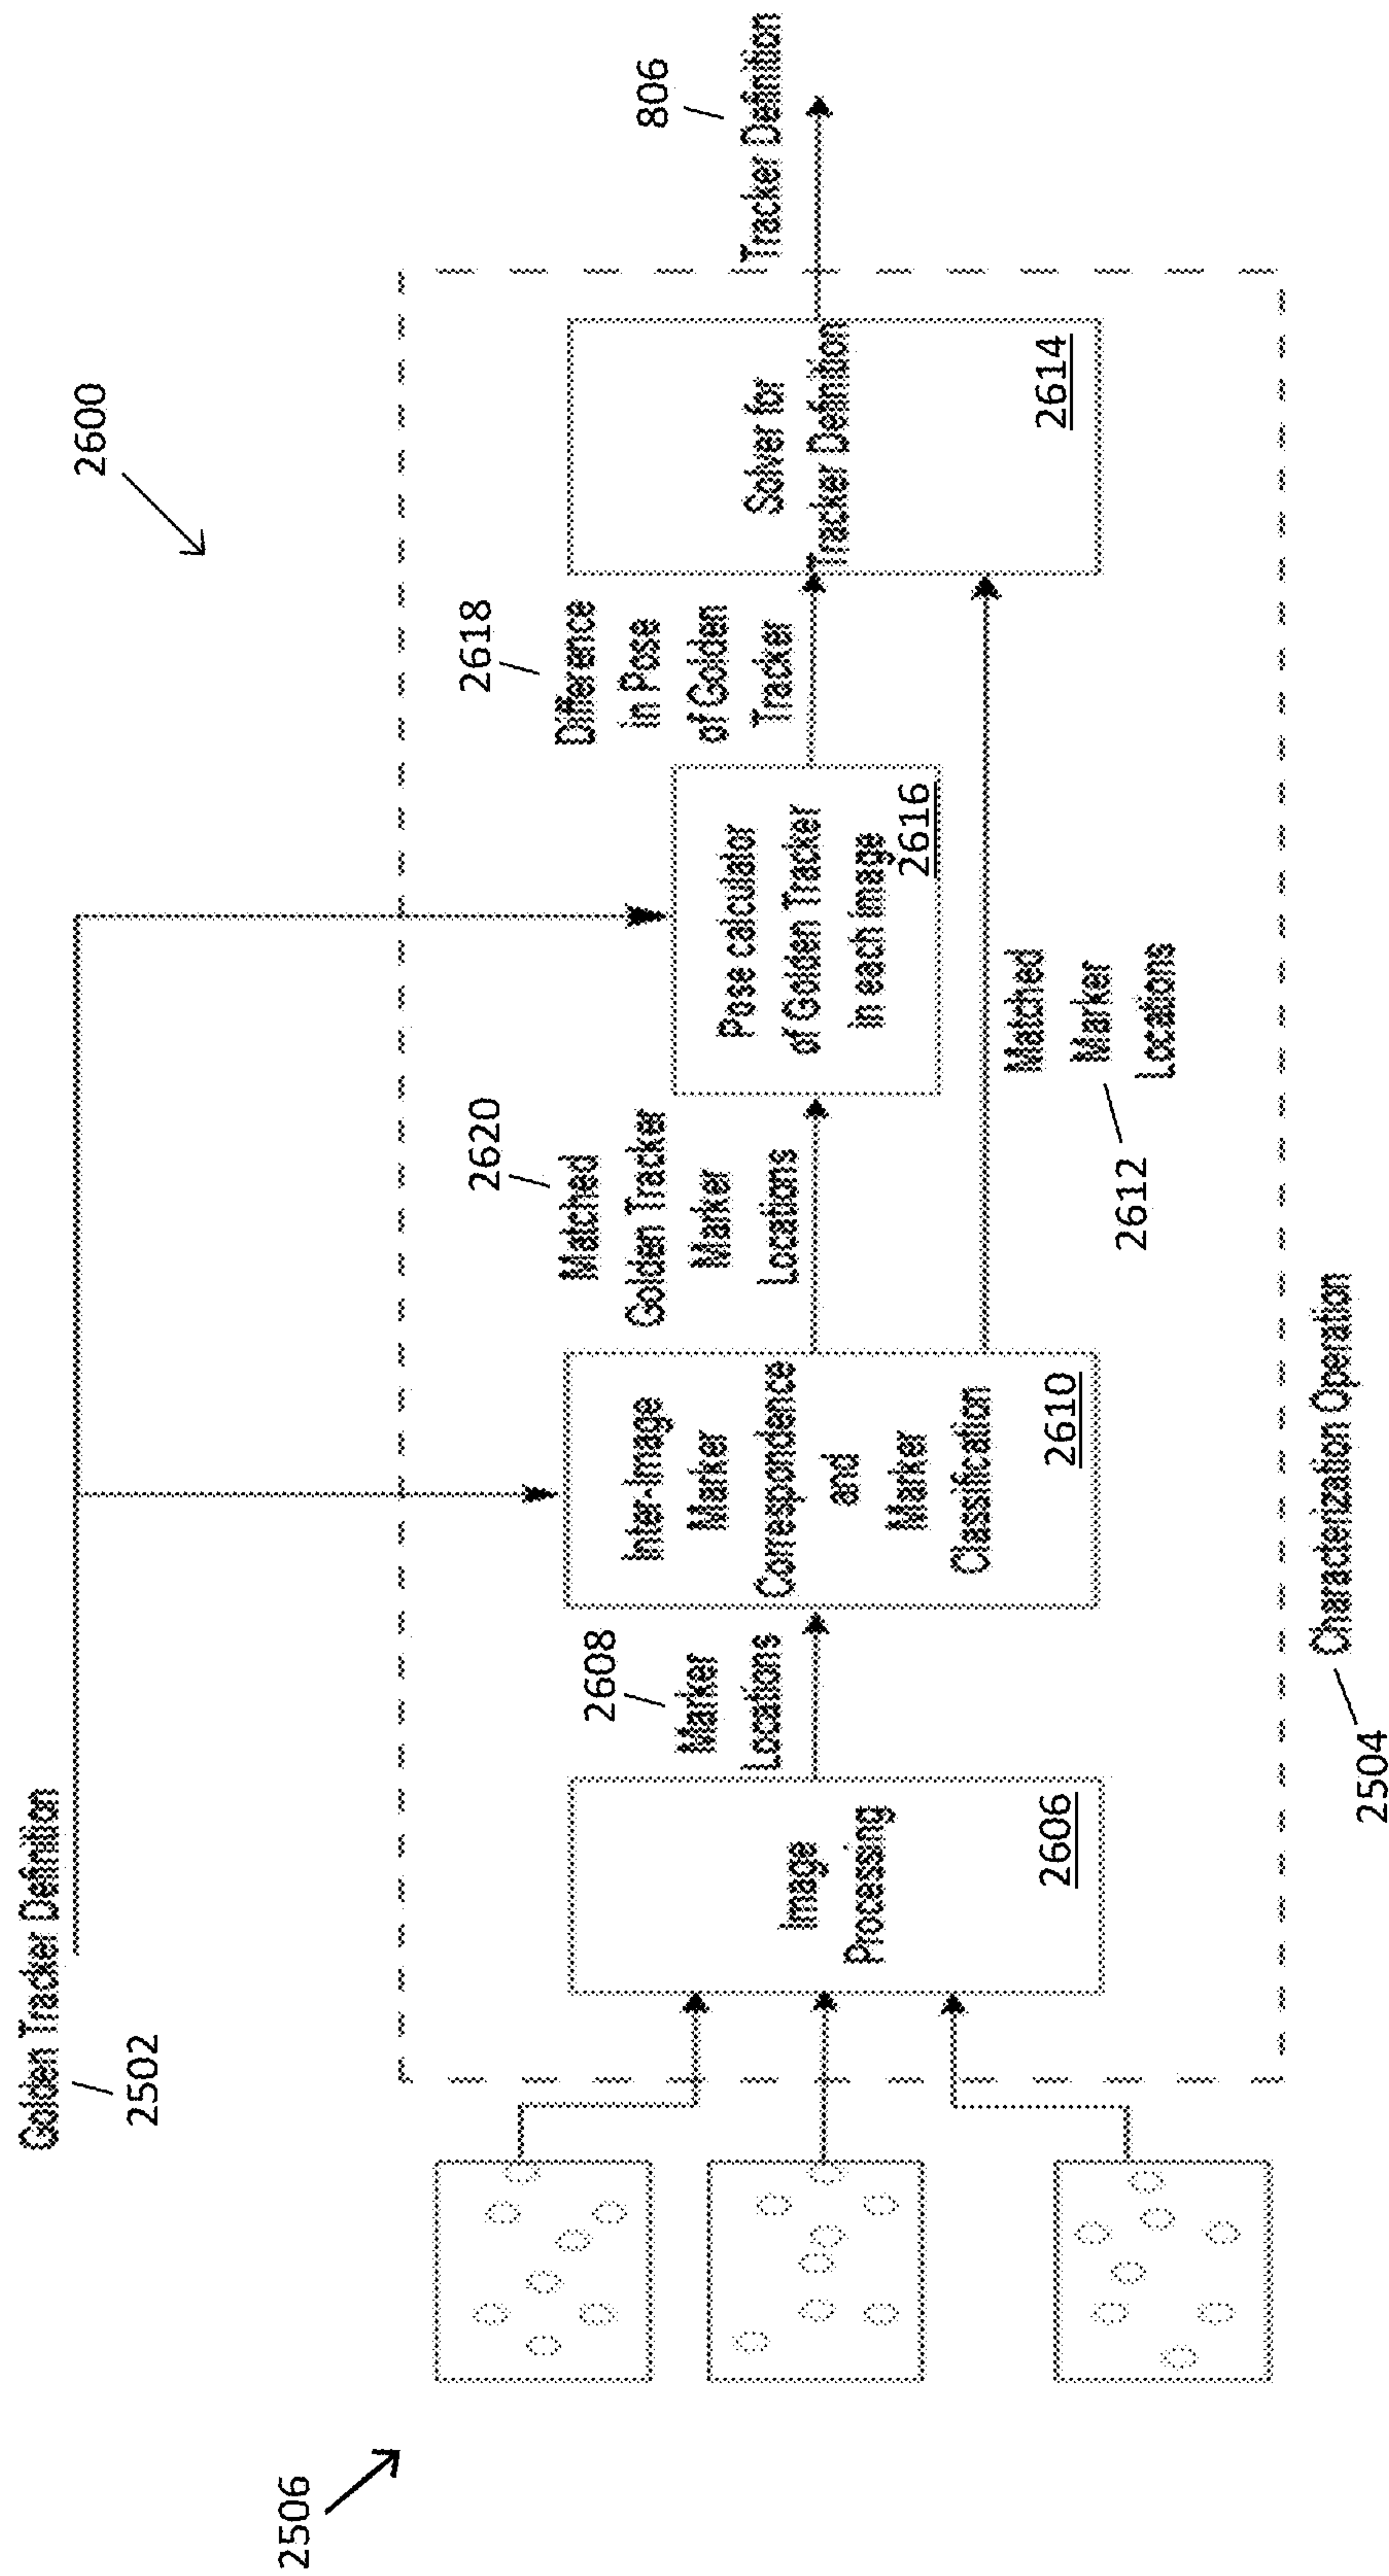 2600
Golden Tracker Definition
2502
2506
806
Tracker Definition
2618
Difference
in Pose
of Golden
Tracker
2620
Matched
Golden Tracker
Marker
Locations
2608
Marker
Locations
Image
Processing
2606
Inter-Image
Marker
Correspondence
and
Marker
Classification
2610
Pose calculator
of Golden Tracker
in each image
2616
Solver for
Tracker Definition
2614
Matched
Marker
Locations
2612
Characterization Operation
2504